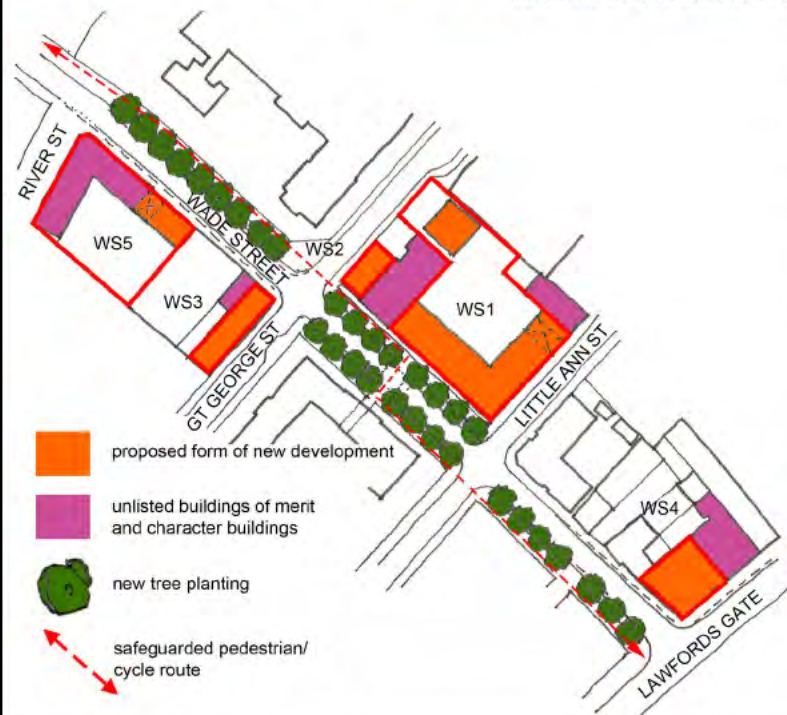 RIVER ST
WADE STREET
WS2
WS5
WS3
WS1
GT GEORGE ST
LITTLE ANN ST
WS4
LAWFORDS GATE
proposed form of new development
unlisted buildings of merit
and character buildings
new tree planting
safeguarded pedestrian/
cycle route